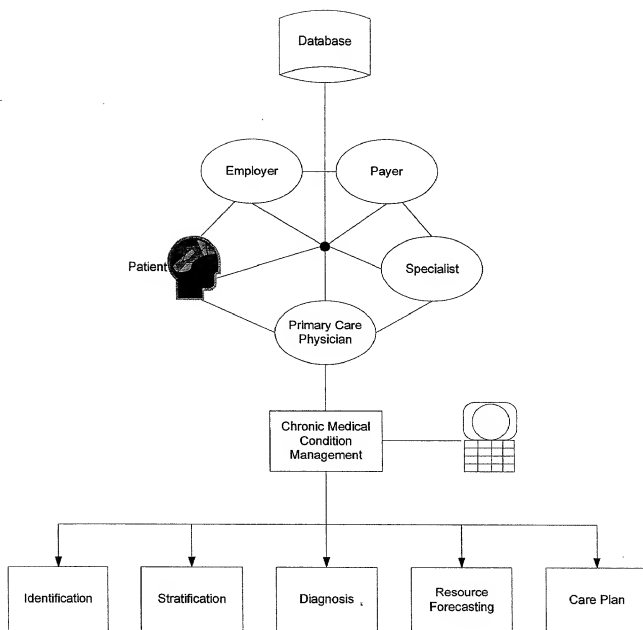 Database
Employer
Payer
Patient
Specialist
Primary Care
Physician
Chronic Medical
Condition
Management
Identification
Stratification
Diagnosis
Resource
Forecasting
Care Plan